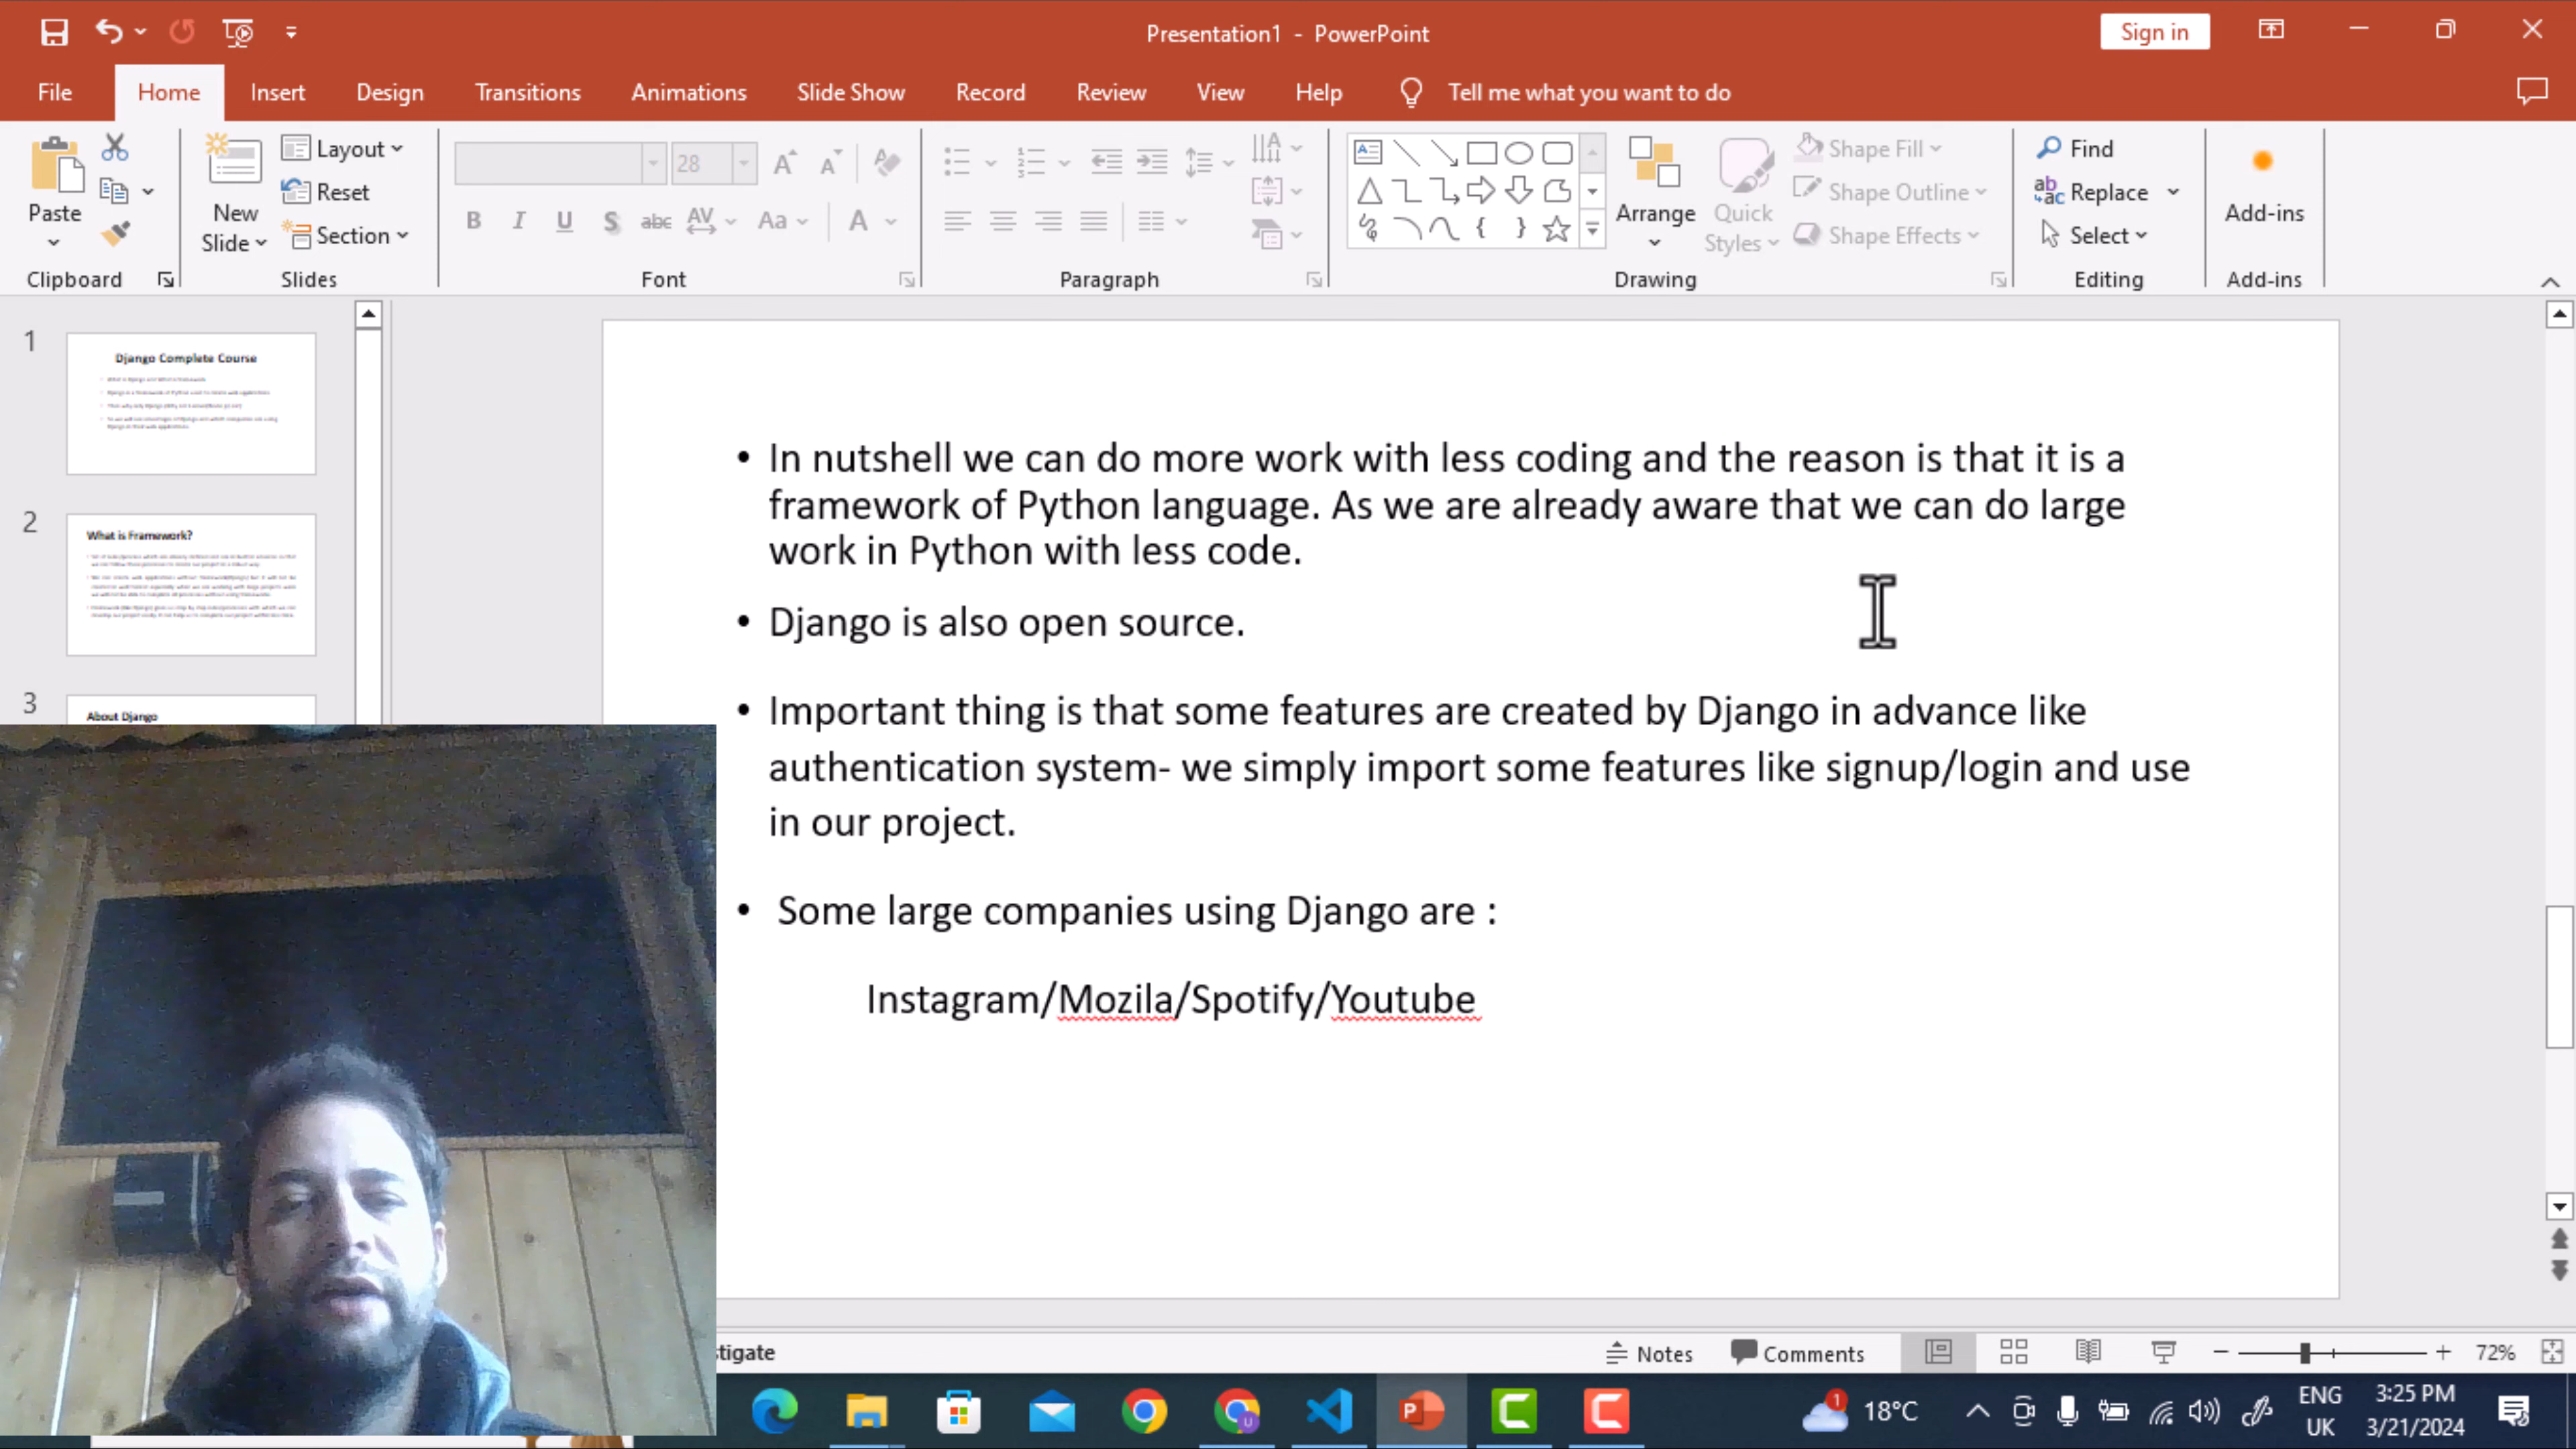 Presentation1 - PowerPoint
Sign in
File Home Insert Design Transitions Animations Slide Show Record Review View Help Tell me what you want to do
Paste
New Slide
Layout
Reset
Section
28
B I U S abc AV Aa A
Arrange
Quick Styles
Shape Fill
Shape Outline
Shape Effects
Find
Replace
Select
Add-ins
Clipboard Slides Font Paragraph Drawing Editing Add-ins
1
Django Complete Course
2
What is Framework?
3
About Django
• In nutshell we can do more work with less coding and the reason is that it is a
framework of Python language. As we are already aware that we can do large
work in Python with less code.
• Django is also open source.
• Important thing is that some features are created by Django in advance like
authentication system- we simply import some features like signup/login and use
in our project.
• Some large companies using Django are :
Instagram/Mozila/Spotify/Youtube
tigate
Notes Comments 72%
1
18°C
ENG
UK
3:25 PM
3/21/2024